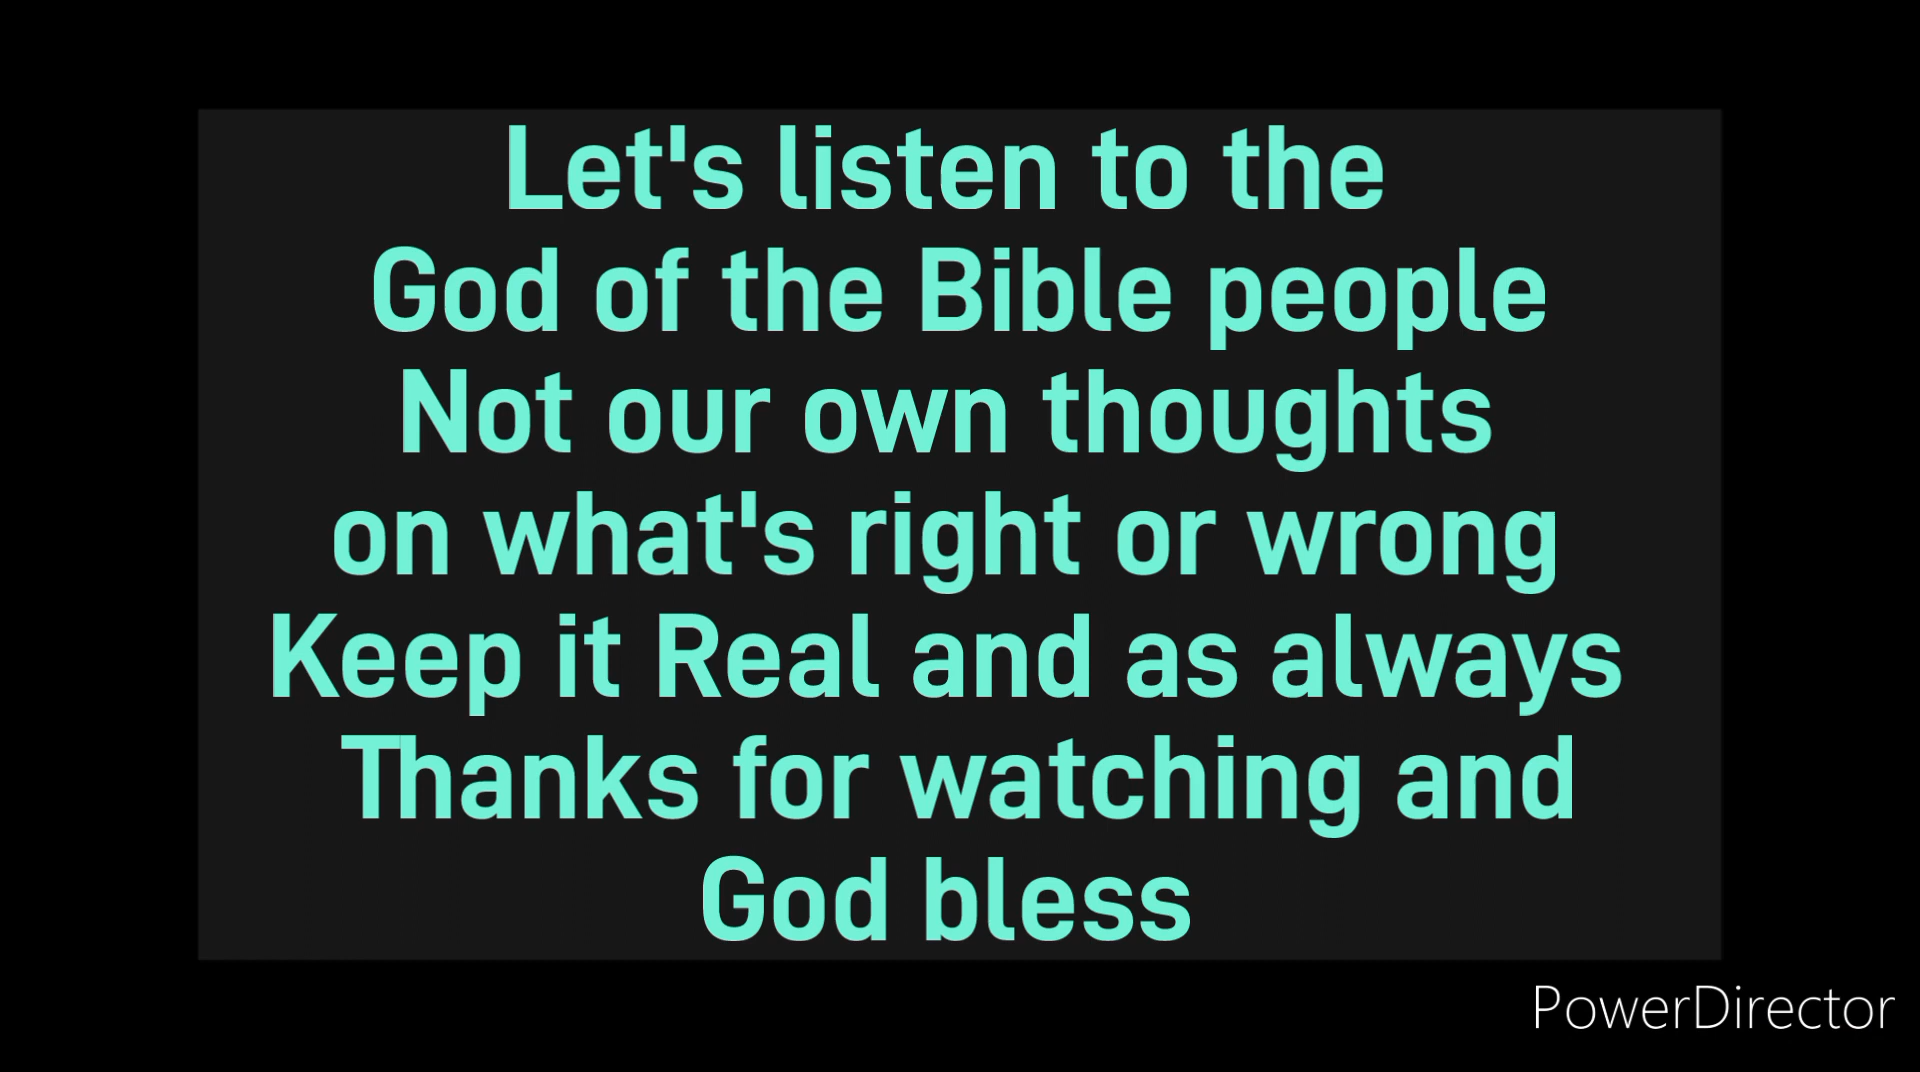 Let's listen to the
God of the Bible people
Not our own thoughts
on what's right or wrong
Keep it Real and as always
Thanks for watching and
God bless
PowerDirector